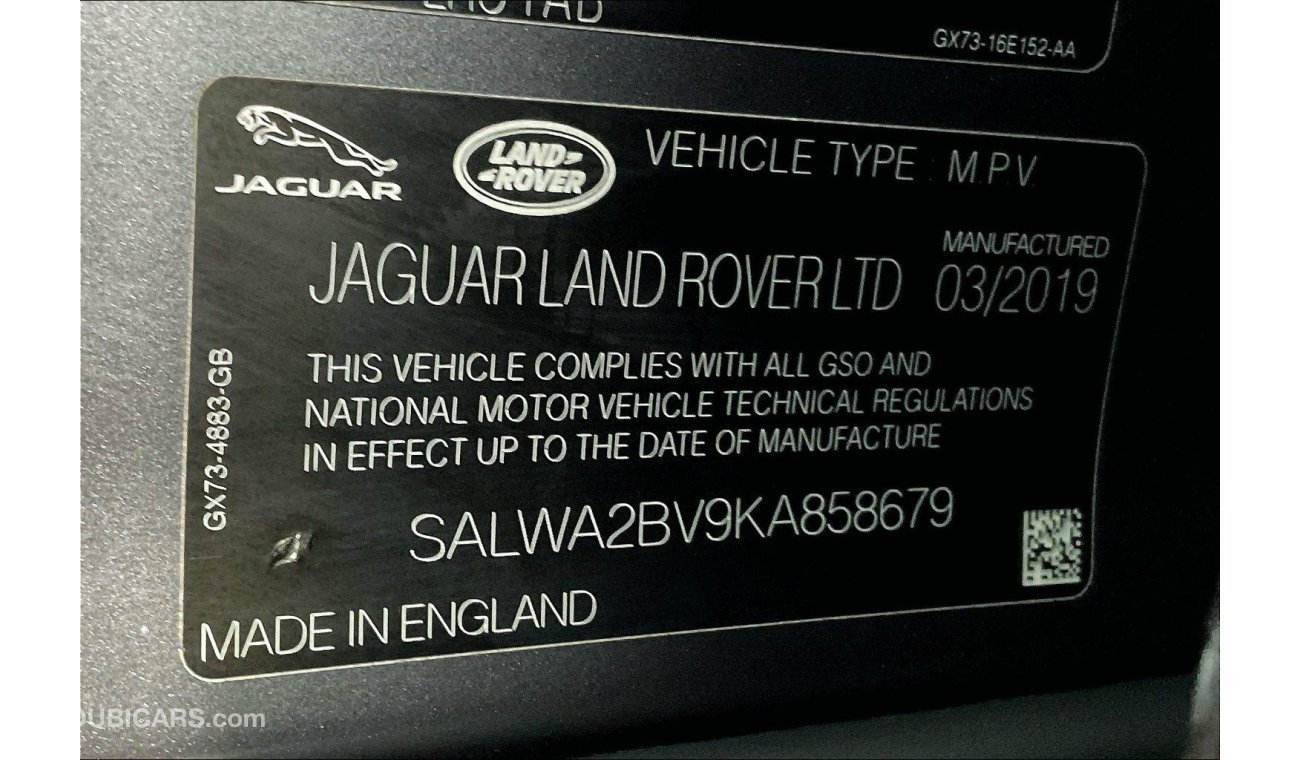 GX73-16E152-AA
JAGUAR
LAND
ROVER
VEHICLE TYPE : M.P.V.
MANUFACTURED
JAGUAR LAND ROVER LTD 03/2019
THIS VEHICLE COMPLIES WITH ALL GSO AND
NATIONAL MOTOR VEHICLE TECHNICAL REGULATIONS
IN EFFECT UP TO THE DATE OF MANUFACTURE
GX73-4883-GB
SALWA2BV9KA858679
MADE IN ENGLAND
DUBICARS.com